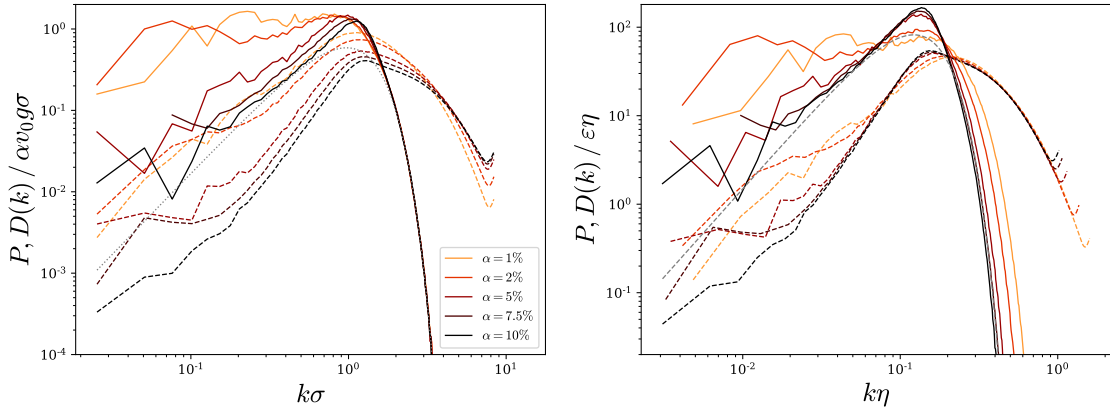 P, D(k) / αv₀gσ
10⁰
10⁻¹
10⁻²
10⁻³
10⁻⁴
10⁻¹
10⁰
10¹
kσ
α = 1%
α = 2%
α = 5%
α = 7.5%
α = 10%
P, D(k) / εη
10²
10¹
10⁰
10⁻¹
10⁻²
10⁻¹
10⁰
kη